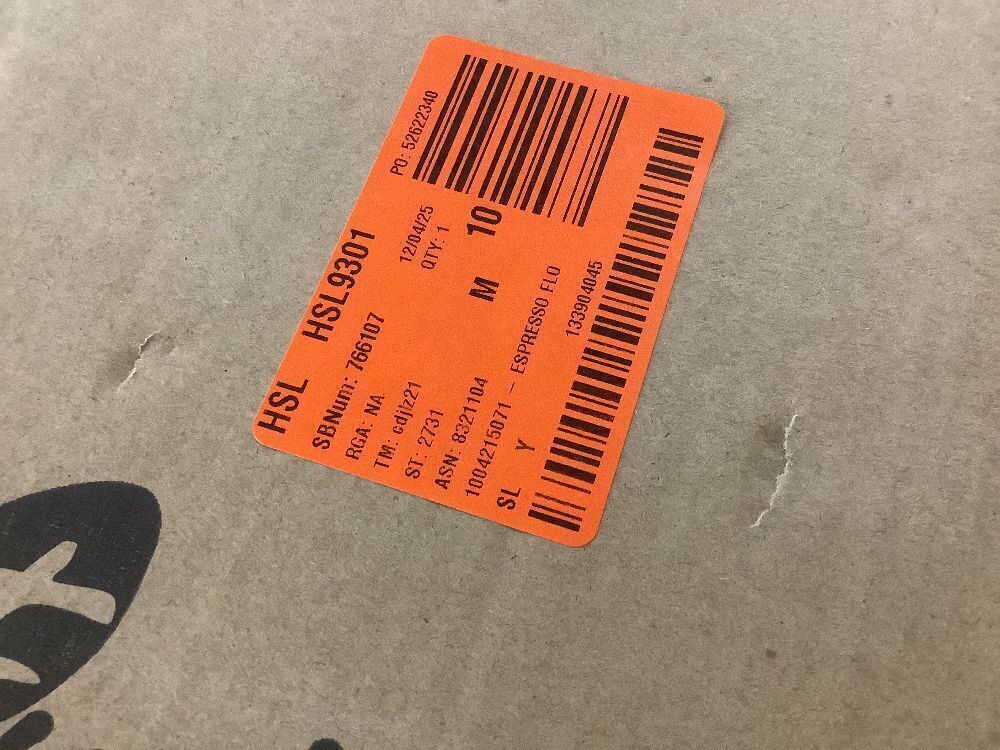 HSL HSL9301
PO: 52622340
SBNum: 766107
12/04/25
RGA: NA
QTY: 1
TM: cdjlz21
ST: 2731
M 10
ASN: 8321104
1004215071 – ESPRESSO FLO
SL Y
133904045